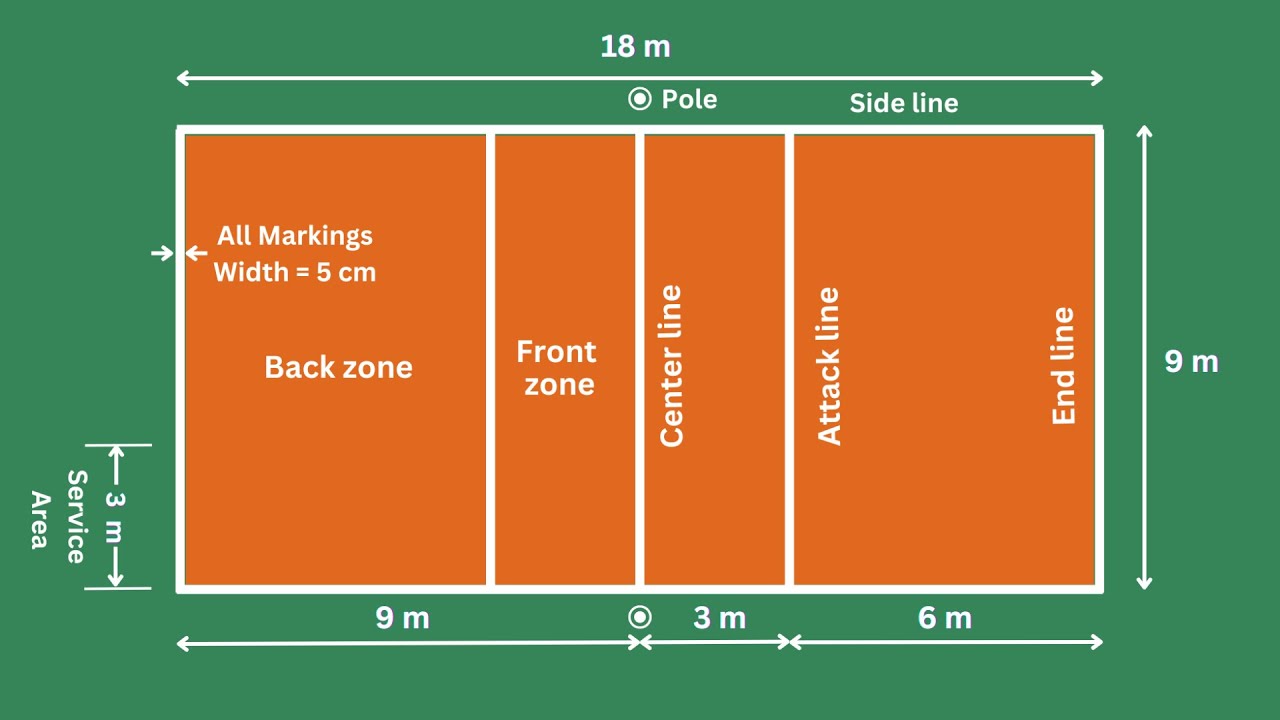 18 m
Pole
Side line
All Markings
Width = 5 cm
Back zone
Front
zone
Center line
Attack line
End line
9 m
3 m
Service
Area
9 m
3 m
6 m